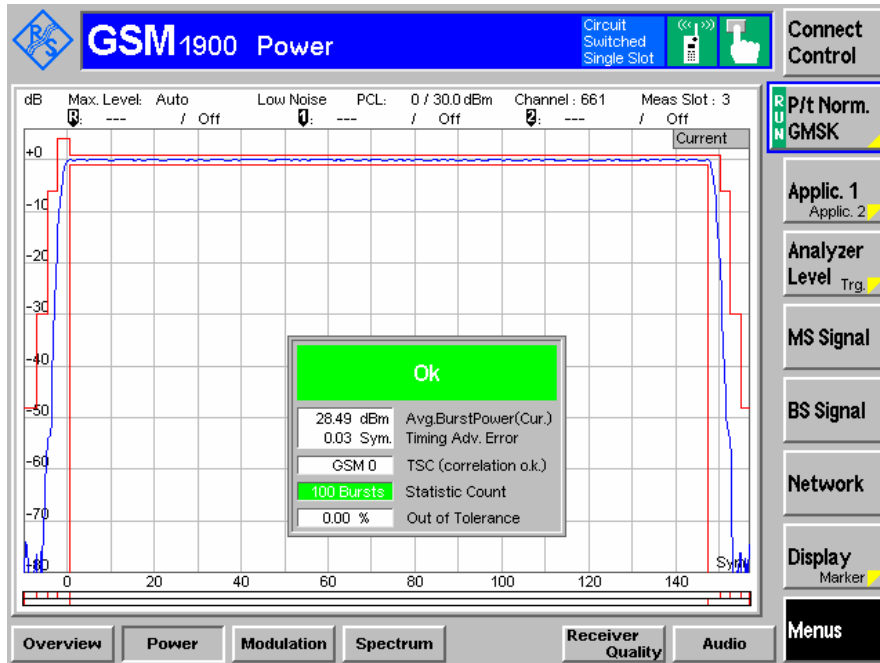 R&S
GSM 1900 Power
Circuit
Switched
Single Slot
Connect
Control
dB Max. Level: Auto Low Noise PCL: 0 / 30.0 dBm Channel : 661 Meas Slot : 3
R: --- / Off 1: --- / Off 2: --- / Off
Current
+0
-10
-20
-30
-40
-50
-60
-70
-80
Sym
0 20 40 60 80 100 120 140
Ok
28.49 dBm Avg.BurstPower(Cur.)
0.03 Sym. Timing Adv. Error
GSM 0 TSC (correlation o.k.)
100 Bursts Statistic Count
0.00 % Out of Tolerance
RUN
P/t Norm.
GMSK
Applic. 1
Applic. 2
Analyzer
Level Trg.
MS Signal
BS Signal
Network
Display
Marker
Menus
Overview Power Modulation Spectrum Receiver Quality Audio